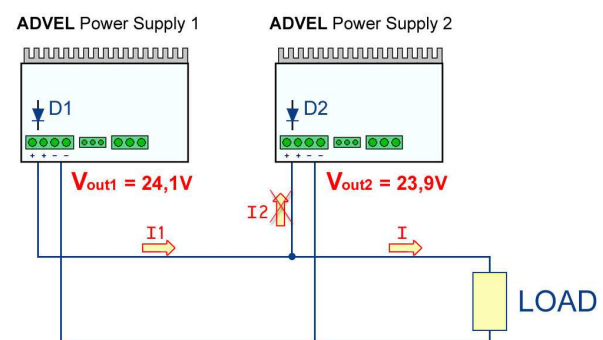 ADVEL Power Supply 1
ADVEL Power Supply 2
D1
D2
+ + − −
+ + − −
Vout1 = 24,1V
Vout2 = 23,9V
I2
I1
I
LOAD